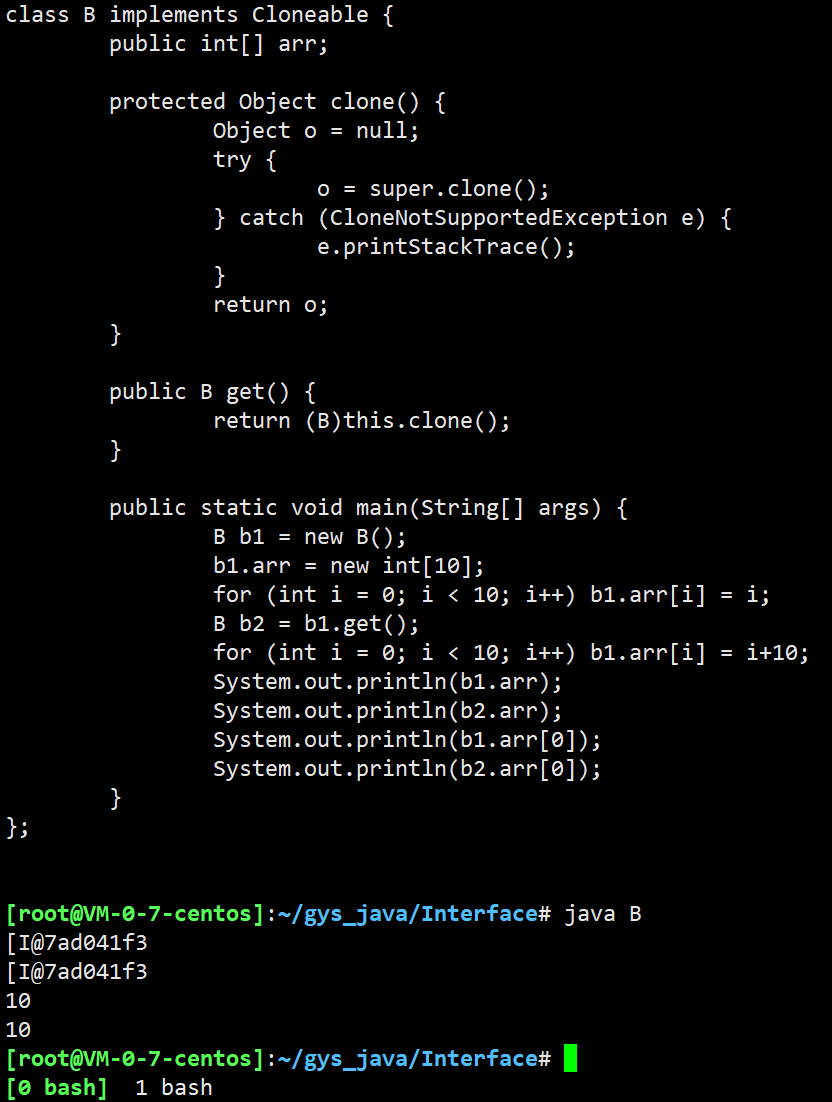 class B implements Cloneable {
        public int[] arr;

        protected Object clone() {
                Object o = null;
                try {
                        o = super.clone();
                } catch (CloneNotSupportedException e) {
                        e.printStackTrace();
                }
                return o;
        }

        public B get() {
                return (B)this.clone();
        }

        public static void main(String[] args) {
                B b1 = new B();
                b1.arr = new int[10];
                for (int i = 0; i < 10; i++) b1.arr[i] = i;
                B b2 = b1.get();
                for (int i = 0; i < 10; i++) b1.arr[i] = i+10;
                System.out.println(b1.arr);
                System.out.println(b2.arr);
                System.out.println(b1.arr[0]);
                System.out.println(b2.arr[0]);
        }
};

[root@VM-0-7-centos]:~/gys_java/Interface# java B
[I@7ad041f3
[I@7ad041f3
10
10
[root@VM-0-7-centos]:~/gys_java/Interface#
[0 bash]  1 bash